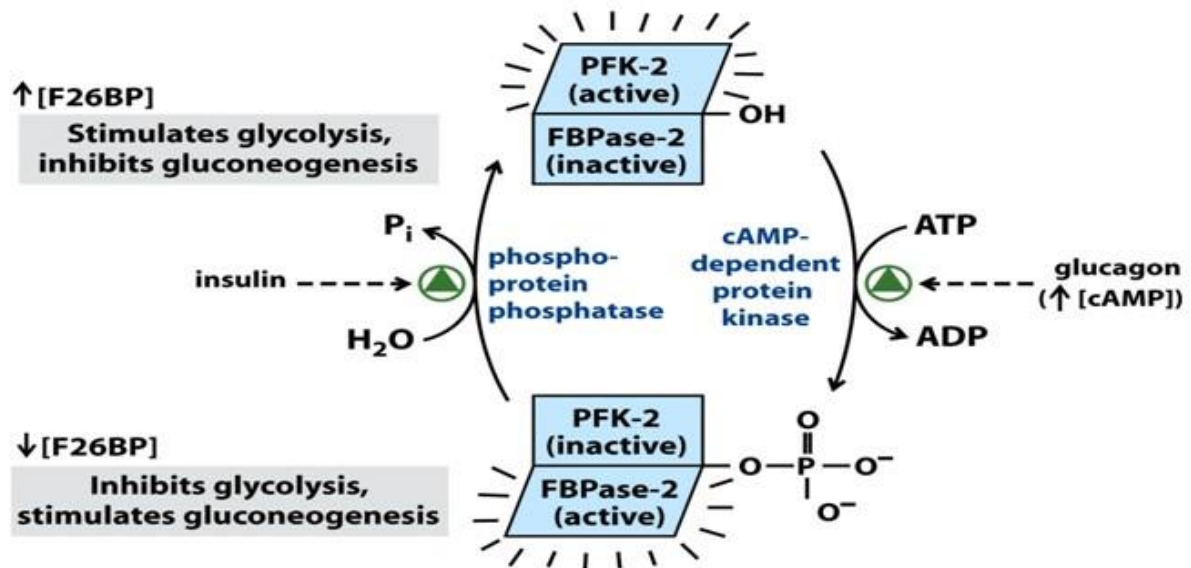 PFK-2
(active)
OH
FBPase-2
(inactive)
↑[F26BP]
Stimulates glycolysis,
inhibits gluconeogenesis
Pᵢ
insulin
H₂O
phospho-
protein
phosphatase
cAMP-
dependent
protein
kinase
ATP
glucagon
(↑ [cAMP])
ADP
↓[F26BP]
Inhibits glycolysis,
stimulates gluconeogenesis
PFK-2
(inactive)
FBPase-2
(active)
O
O—P—O⁻
O⁻